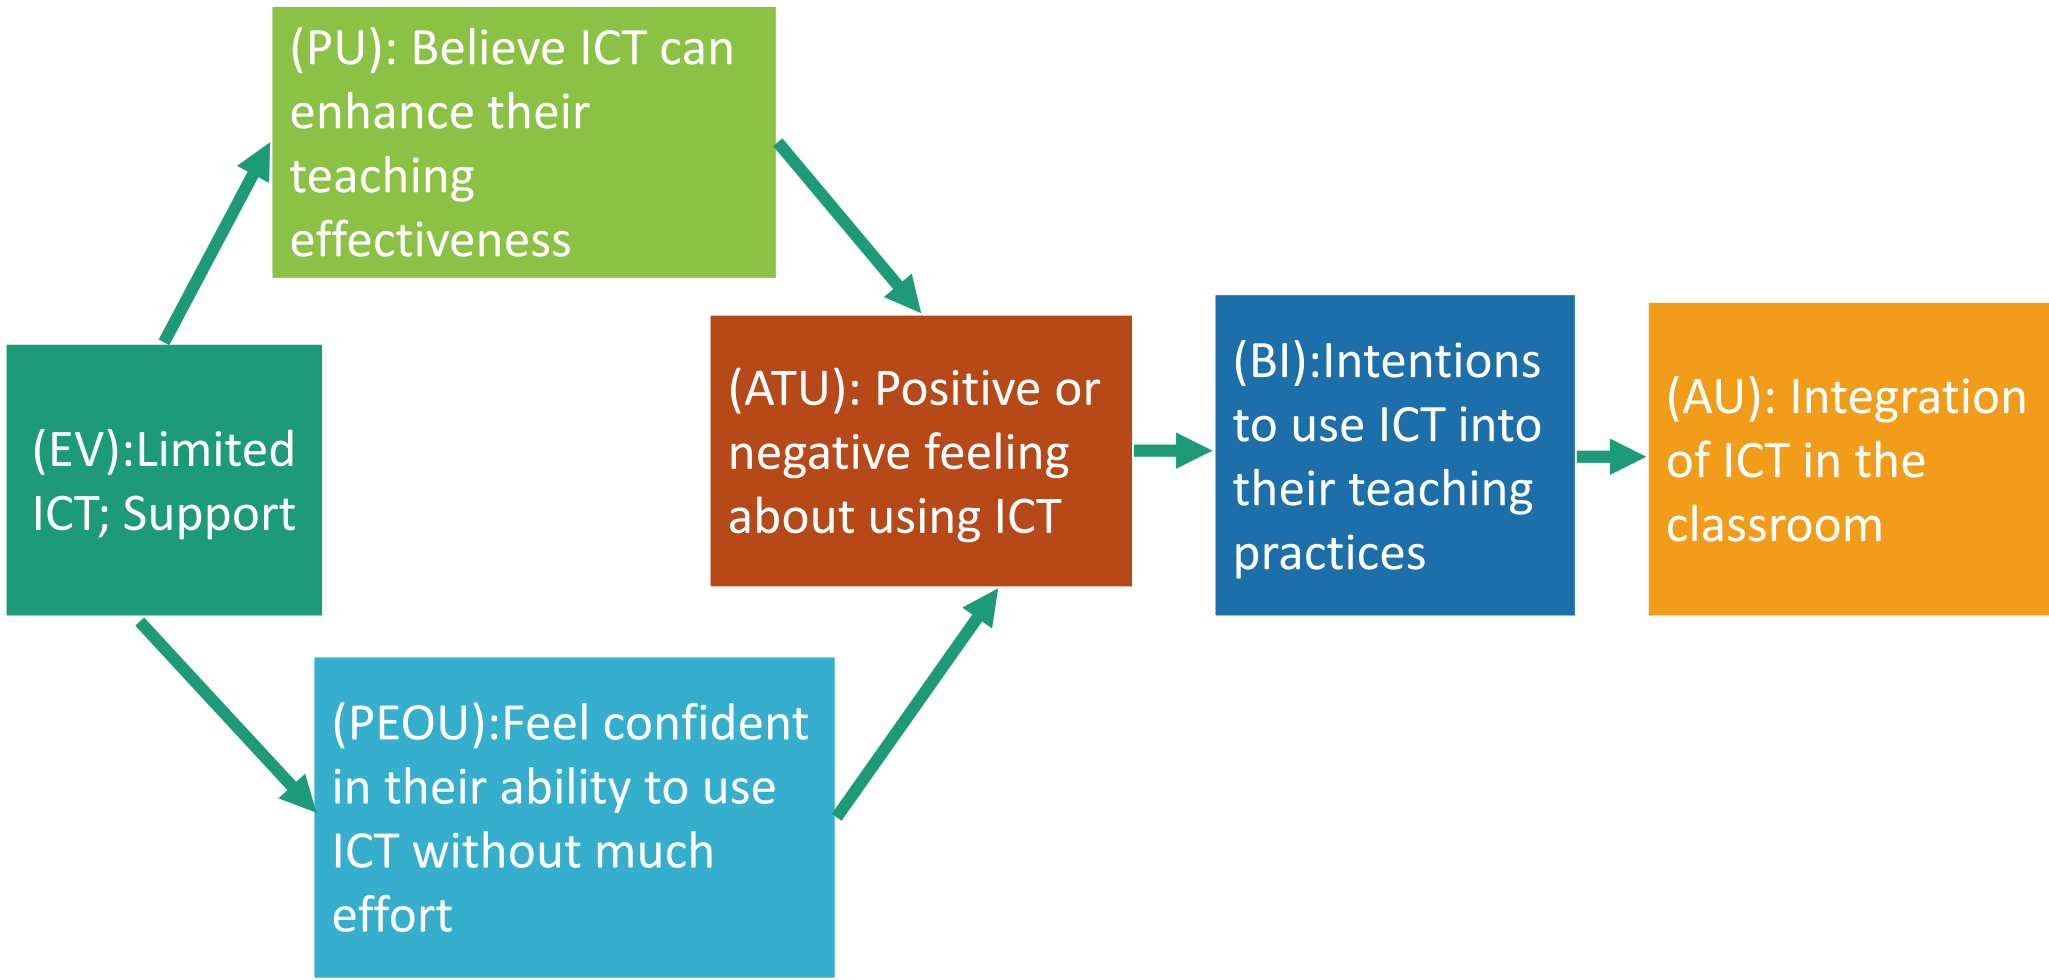 (PU): Believe ICT can
enhance their
teaching
effectiveness
(EV):Limited
ICT; Support
(ATU): Positive or
negative feeling
about using ICT
(BI):Intentions
to use ICT into
their teaching
practices
(AU): Integration
of ICT in the
classroom
(PEOU):Feel confident
in their ability to use
ICT without much
effort